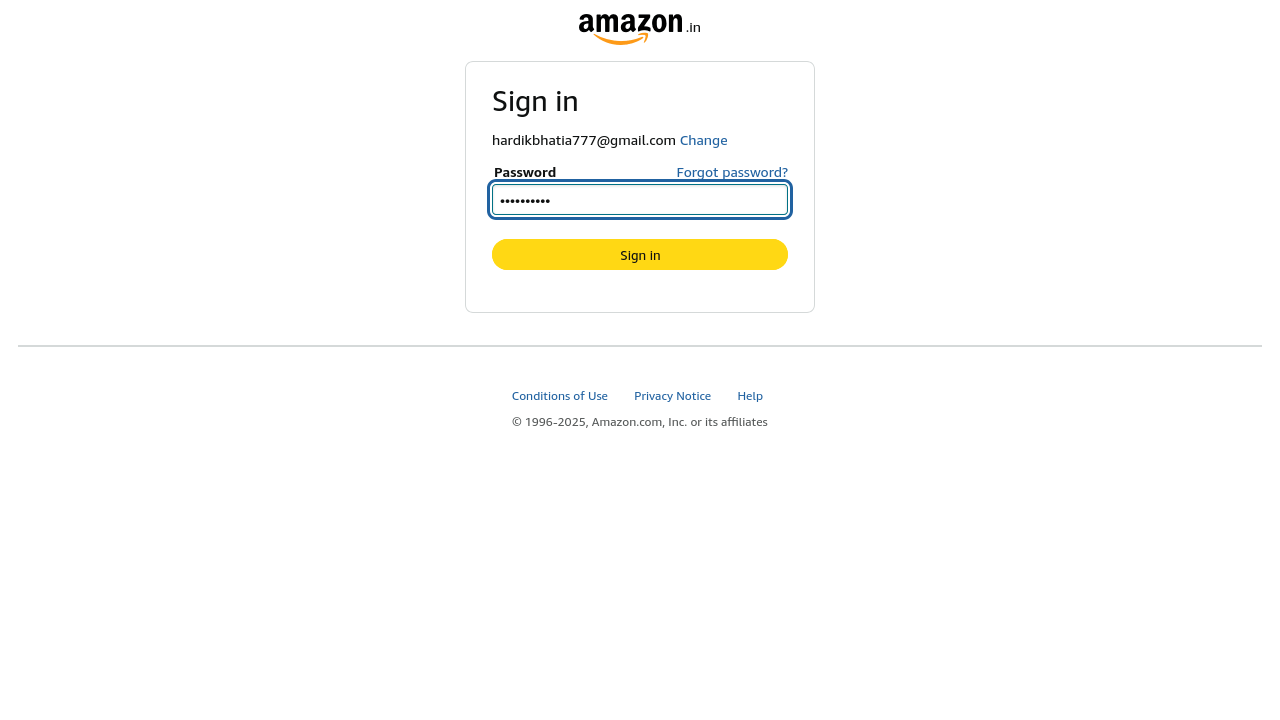 amazon.in
Sign in
hardikbhatia777@gmail.com Change
Password Forgot password?
••••••••••
Sign in
Conditions of Use Privacy Notice Help
© 1996-2025, Amazon.com, Inc. or its affiliates